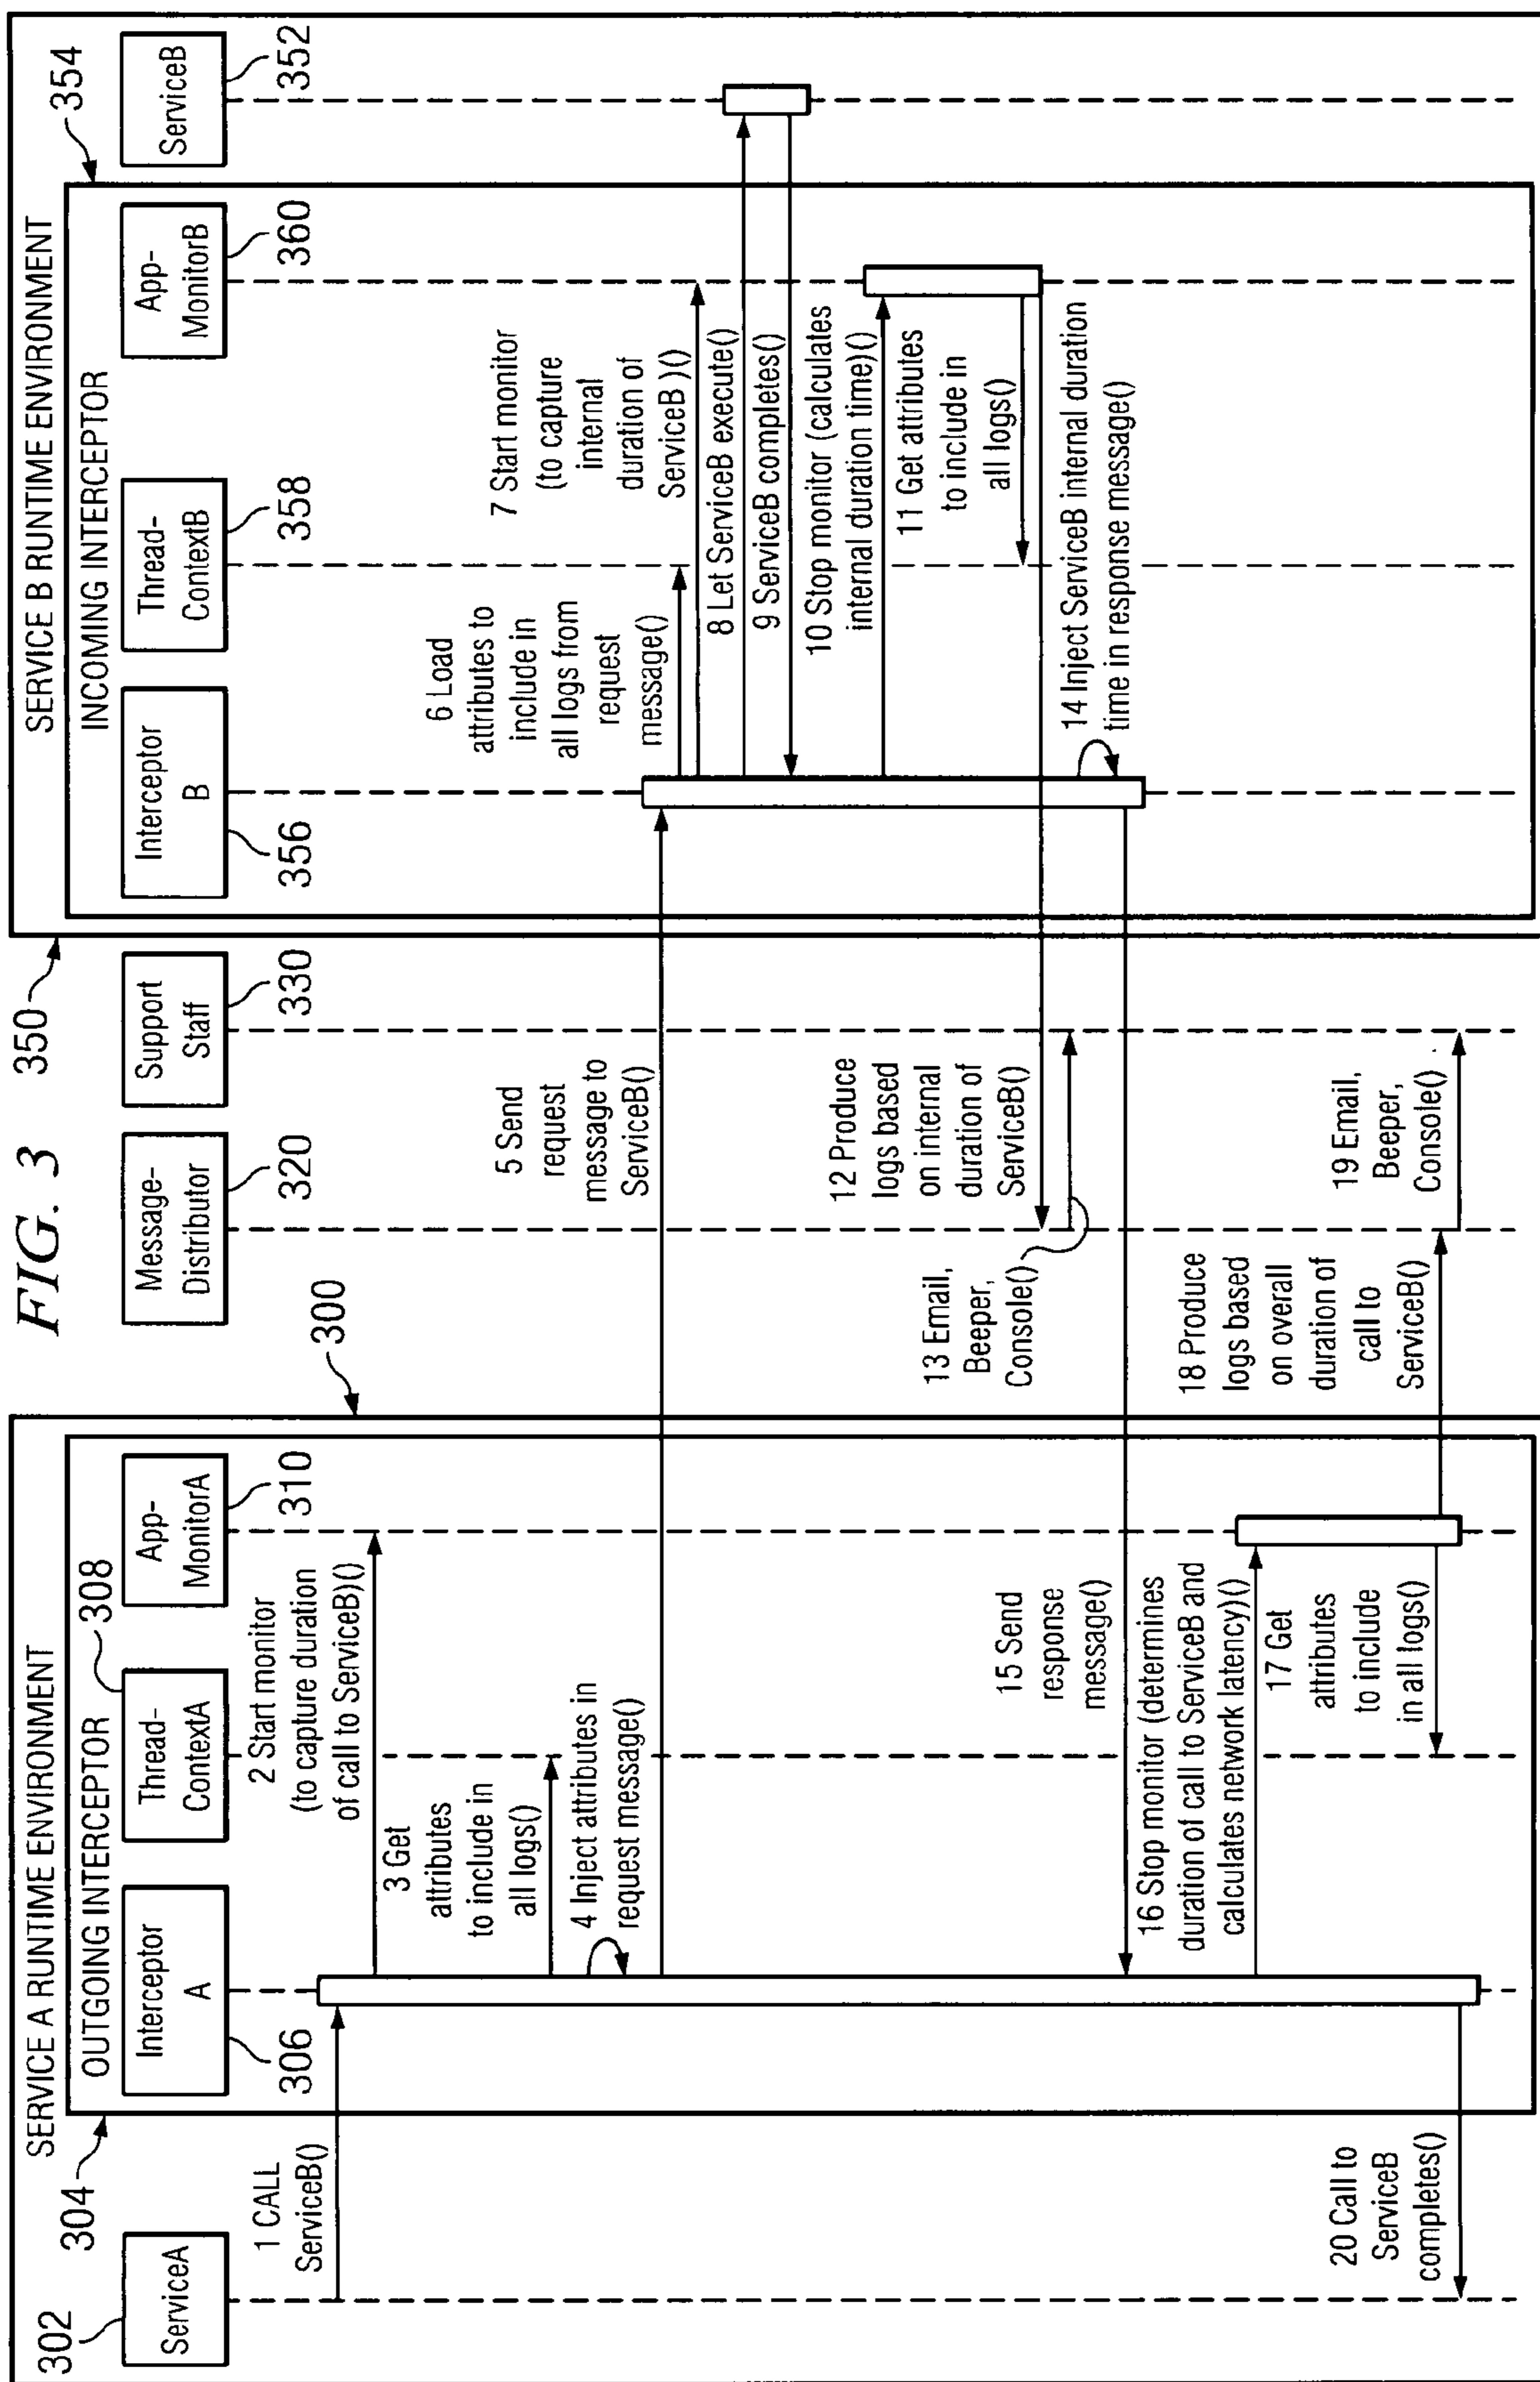 FIG. 3
SERVICE A RUNTIME ENVIRONMENT
300
302
ServiceA
304
OUTGOING INTERCEPTOR
Interceptor
A
306
Thread-
ContextA
308
App-
MonitorA
310
Message-
Distributor
320
Support
Staff
330
350
SERVICE B RUNTIME ENVIRONMENT
INCOMING INTERCEPTOR
354
Interceptor
B
356
Thread-
ContextB
358
App-
MonitorB
360
ServiceB
352
1 CALL
ServiceB()
2 Start monitor
(to capture duration
of call to ServiceB)()
3 Get
attributes
to include in
all logs()
4 Inject attributes in
request message()
5 Send
request
message to
ServiceB()
6 Load
attributes to
include in
all logs from
request
message()
7 Start monitor
(to capture
internal
duration of
ServiceB )()
8 Let ServiceB execute()
9 ServiceB completes()
10 Stop monitor (calculates
internal duration time)()
11 Get attributes
to include in
all logs()
12 Produce
logs based
on internal
duration of
ServiceB()
13 Email,
Beeper,
Console()
14 Inject ServiceB internal duration
time in response message()
15 Send
response
message()
16 Stop monitor (determines
duration of call to ServiceB and
calculates network latency)()
17 Get
attributes
to include
in all logs()
18 Produce
logs based
on overall
duration of
call to
ServiceB()
19 Email,
Beeper,
Console()
20 Call to
ServiceB
completes()